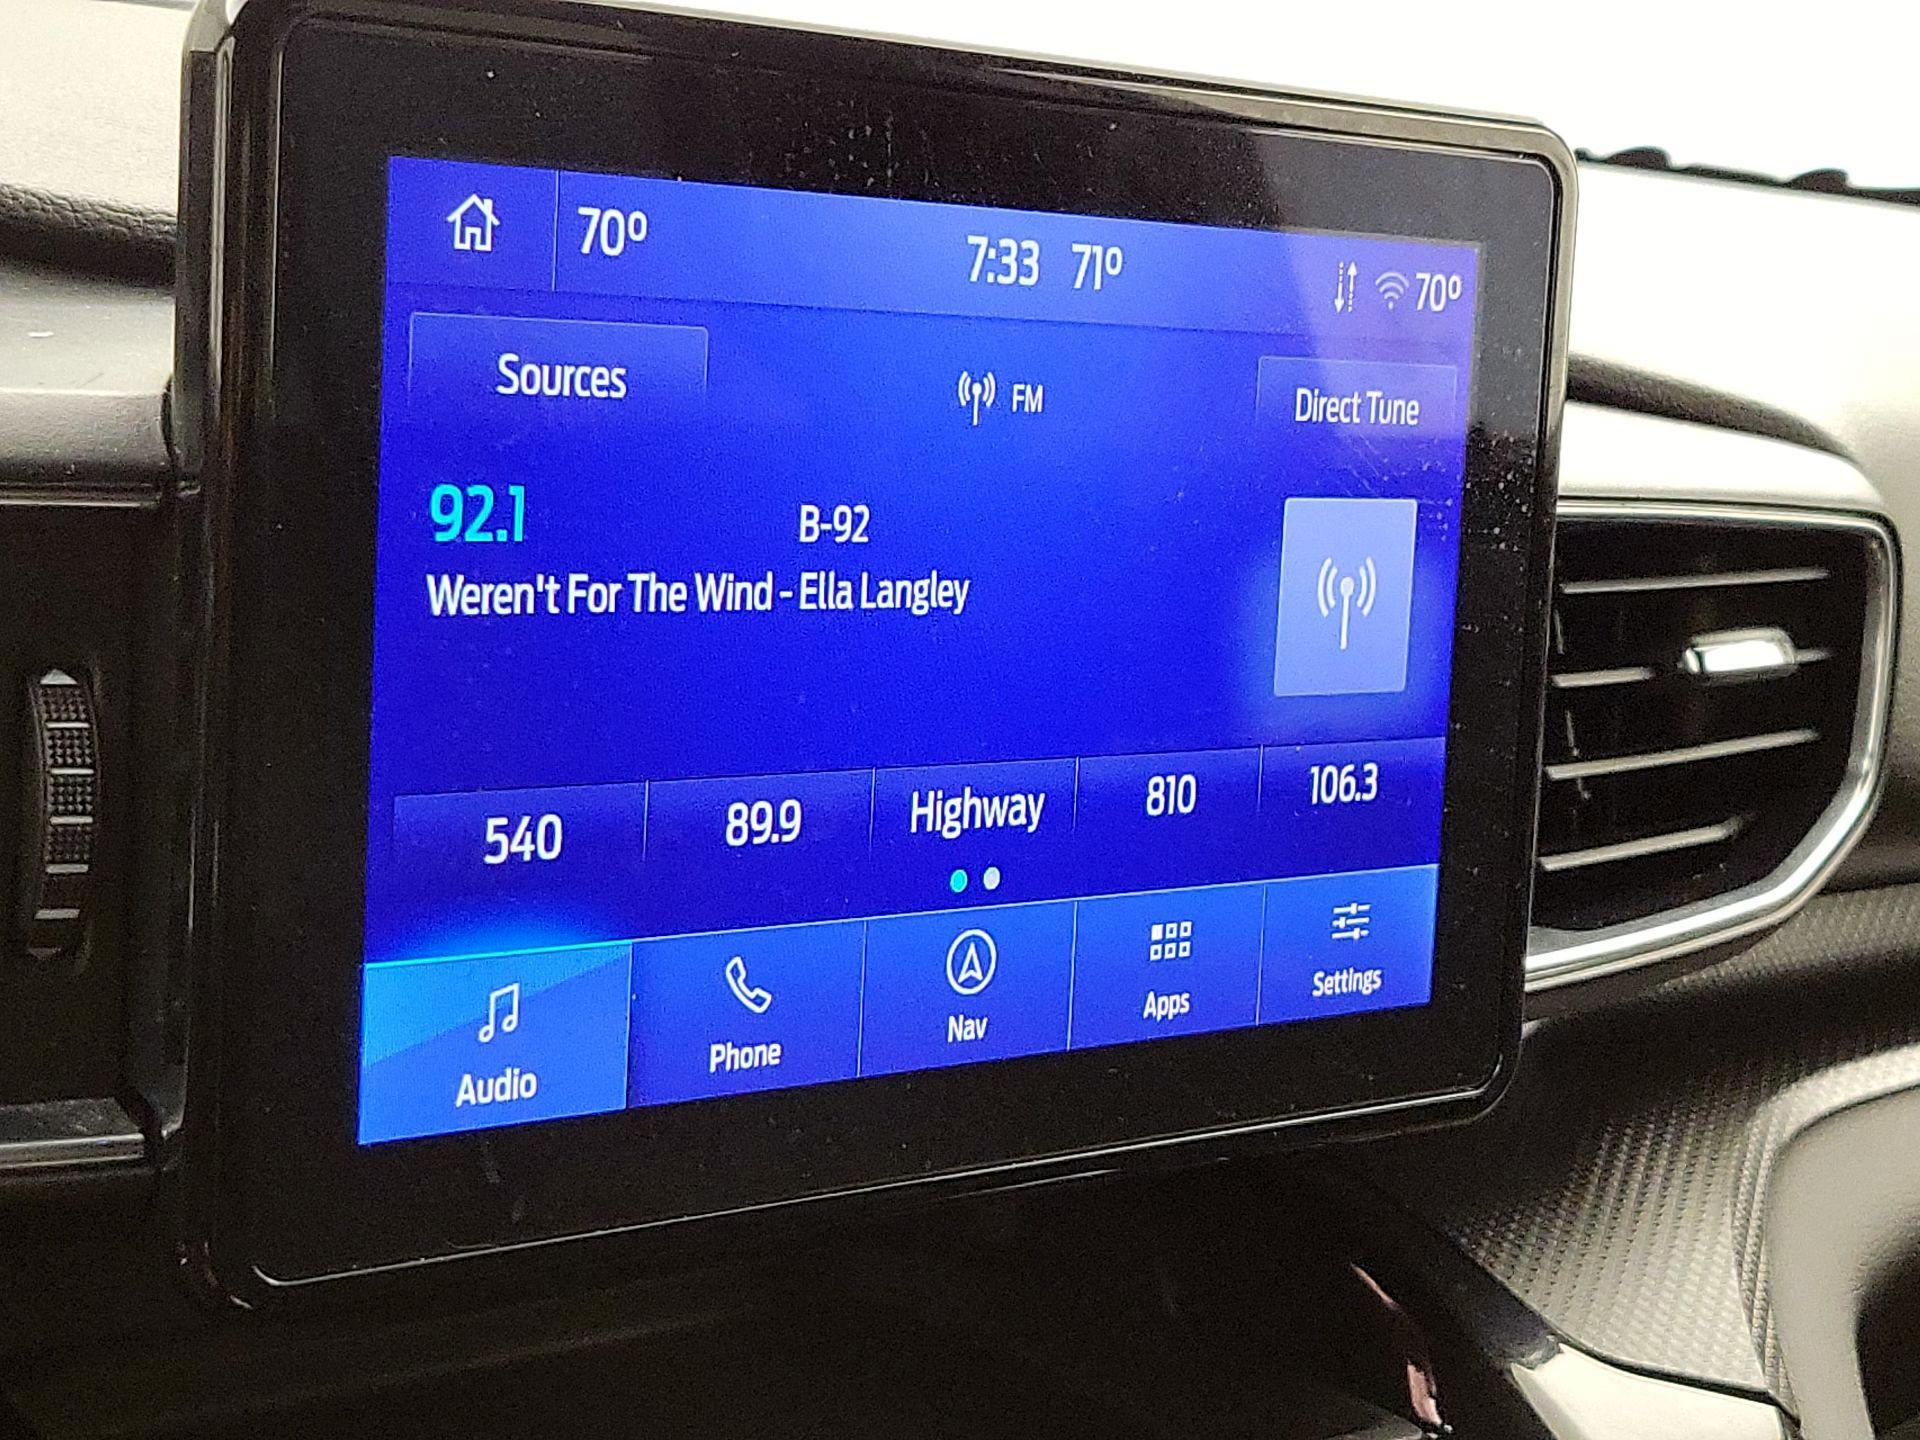 70° 7:33 71° 70°
Sources FM Direct Tune
92.1 B-92
Weren't For The Wind - Ella Langley
540 89.9 Highway 810 106.3
Audio Phone Nav Apps Settings